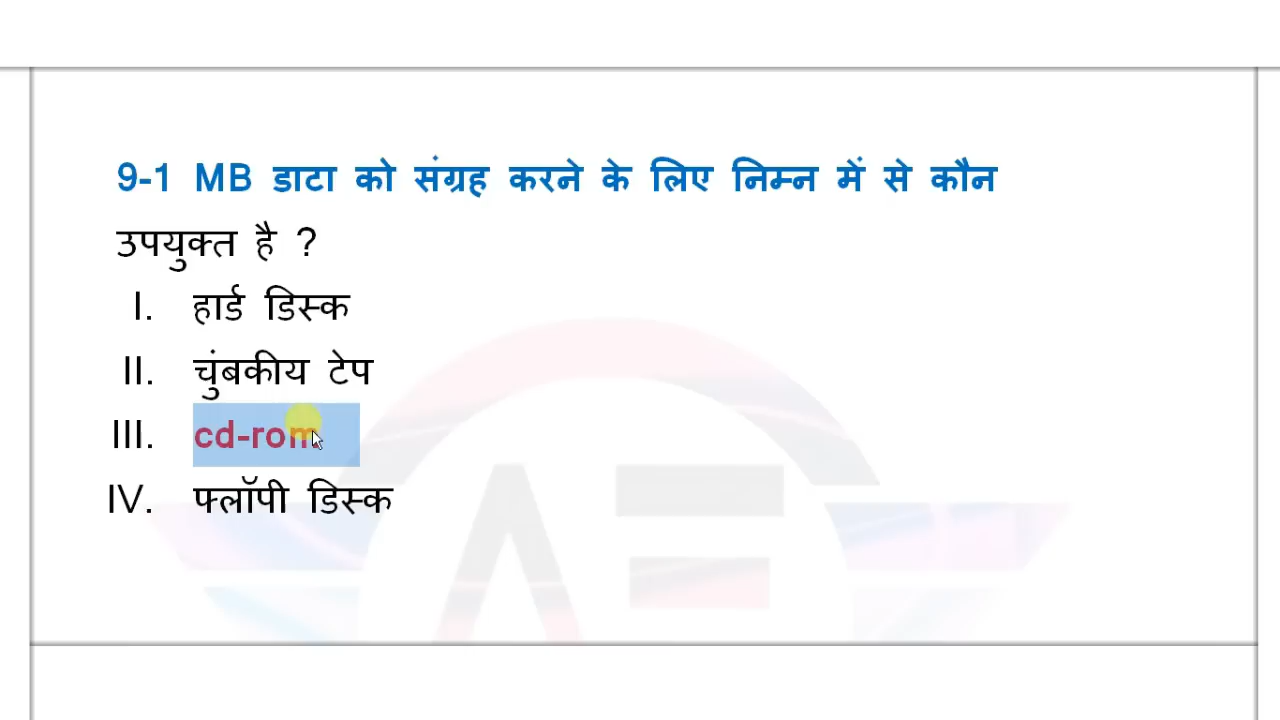 9-1 MB डाटा को संग्रह करने के लिए निम्न में से कौन
उपयुक्त है ?
I. हार्ड डिस्क
II. चुंबकीय टेप
III. cd-rom
IV. फ्लॉपी डिस्क